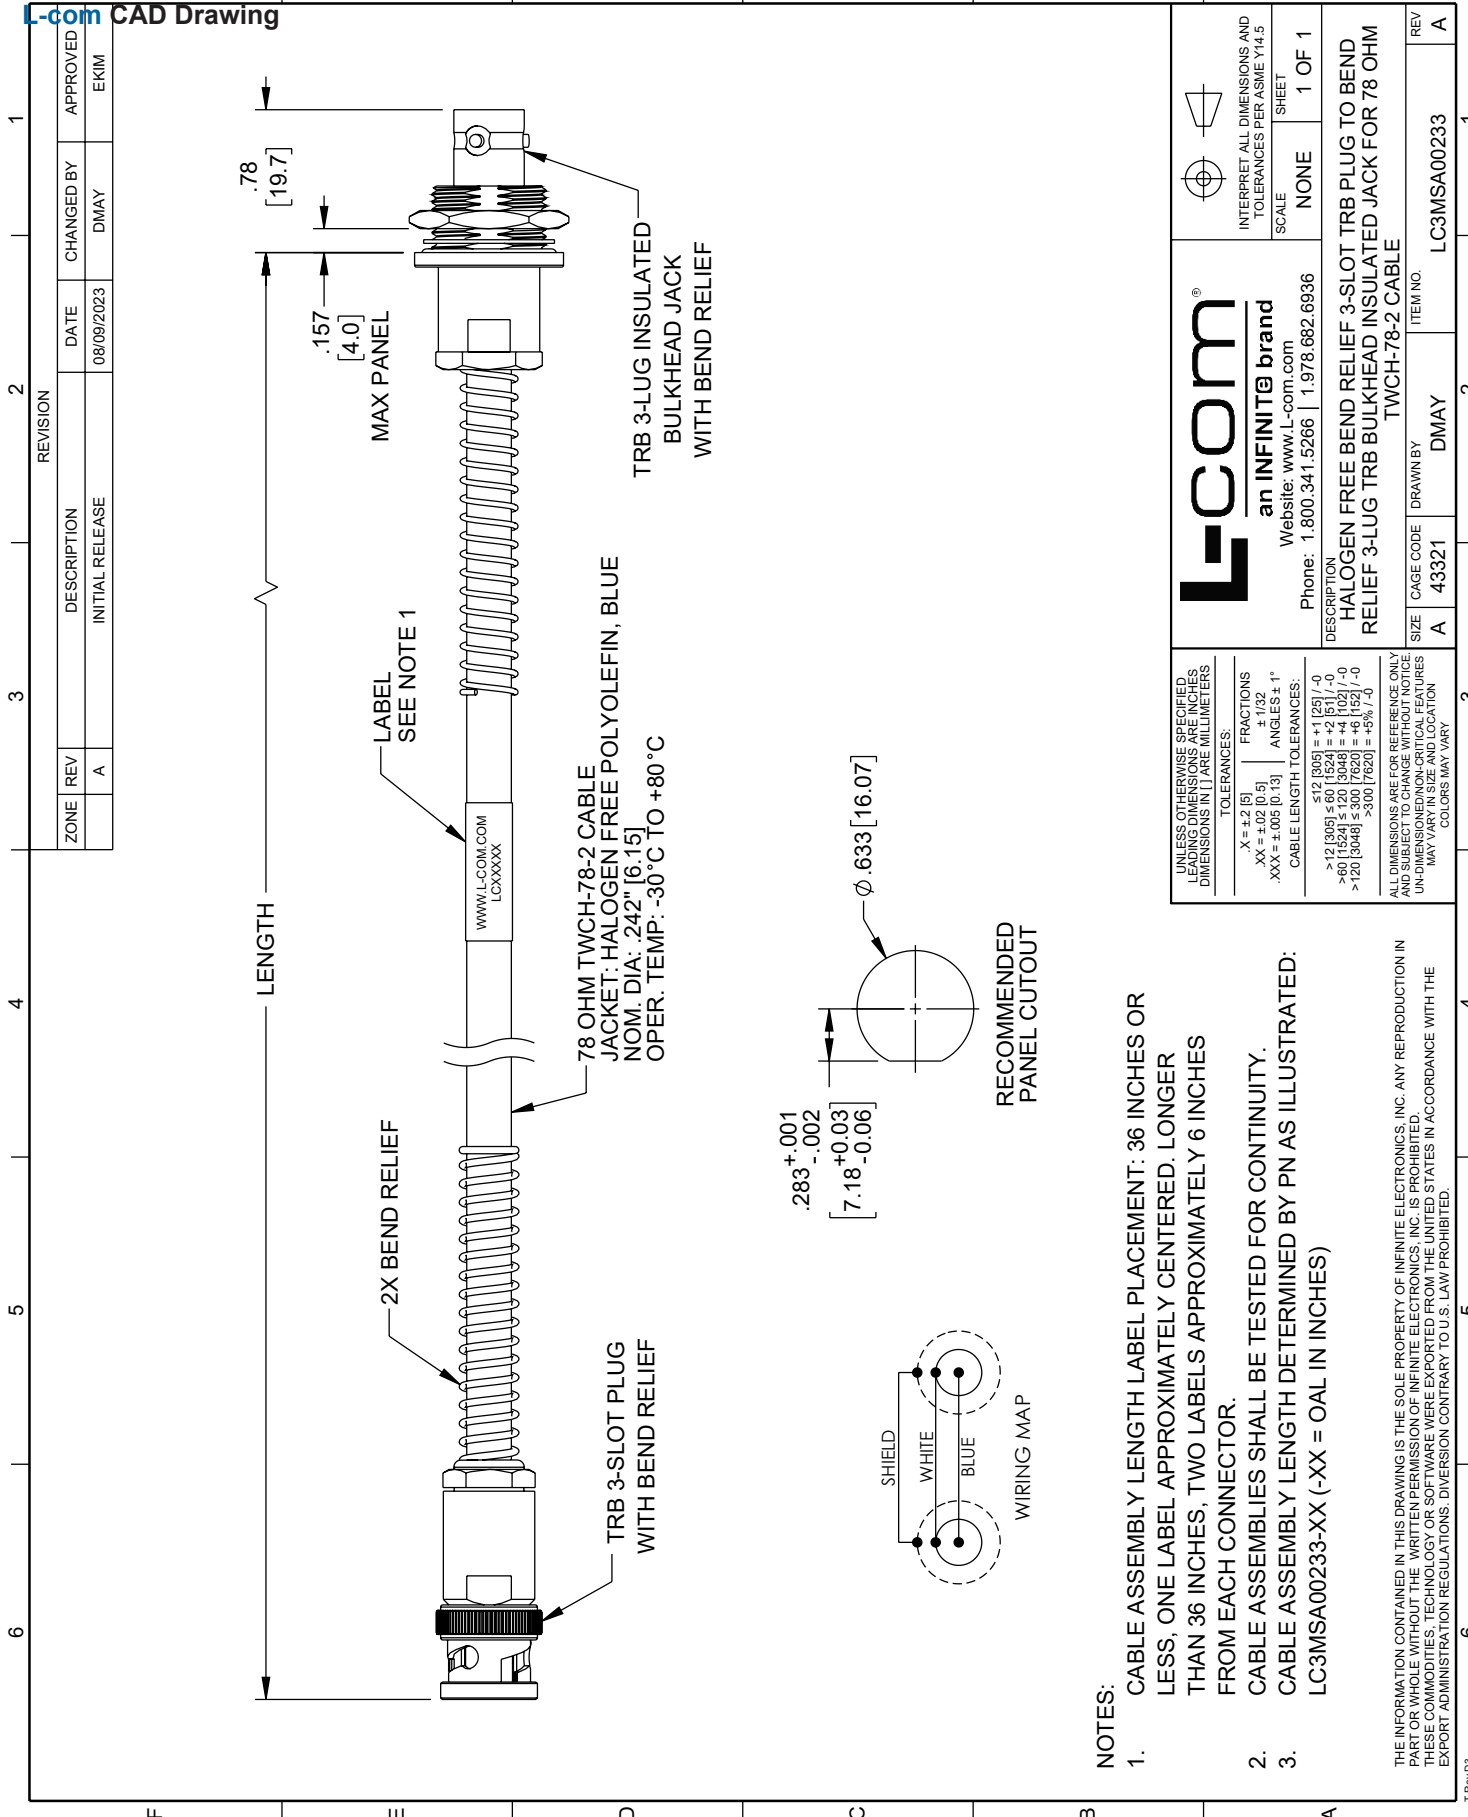 L-com CAD Drawing
REVISION
ZONE REV DESCRIPTION DATE CHANGED BY APPROVED
A INITIAL RELEASE 08/09/2023 DMAY EKIM
6 5 4 3 2 1
F
E
D
C
B
A
LENGTH
.78
[19.7]
.157
[4.0]
MAX PANEL
2X BEND RELIEF
LABEL
SEE NOTE 1
WWW.L-COM.COM
LCXXXXX
TRB 3-SLOT PLUG
WITH BEND RELIEF
78 OHM TWCH-78-2 CABLE
JACKET: HALOGEN FREE POLYOLEFIN, BLUE
NOM. DIA: .242" [6.15]
OPER. TEMP: -30°C TO +80°C
TRB 3-LUG INSULATED
BULKHEAD JACK
WITH BEND RELIEF
SHIELD
WHITE
BLUE
WIRING MAP
.283 +.001
-.002
[7.18 +0.03
-0.06]
Ø.633 [16.07]
RECOMMENDED
PANEL CUTOUT
NOTES:
1. CABLE ASSEMBLY LENGTH LABEL PLACEMENT: 36 INCHES OR
LESS, ONE LABEL APPROXIMATELY CENTERED. LONGER
THAN 36 INCHES, TWO LABELS APPROXIMATELY 6 INCHES
FROM EACH CONNECTOR.
2. CABLE ASSEMBLIES SHALL BE TESTED FOR CONTINUITY.
3. CABLE ASSEMBLY LENGTH DETERMINED BY PN AS ILLUSTRATED:
LC3MSA00233-XX (-XX = OAL IN INCHES)
THE INFORMATION CONTAINED IN THIS DRAWING IS THE SOLE PROPERTY OF INFINITE ELECTRONICS, INC. ANY REPRODUCTION IN
PART OR WHOLE WITHOUT THE WRITTEN PERMISSION OF INFINITE ELECTRONICS, INC. IS PROHIBITED.
THESE COMMODITIES, TECHNOLOGY OR SOFTWARE WERE EXPORTED FROM THE UNITED STATES IN ACCORDANCE WITH THE
EXPORT ADMINISTRATION REGULATIONS. DIVERSION CONTRARY TO U.S. LAW PROHIBITED.
UNLESS OTHERWISE SPECIFIED
LEADING DIMENSIONS ARE INCHES
DIMENSIONS IN [ ] ARE MILLIMETERS
TOLERANCES:
.X = ±.2 [5] FRACTIONS
.XX = ±.02 [0.5] ± 1/32
.XXX = ±.005 [0.13] ANGLES ± 1°
CABLE LENGTH TOLERANCES:
≤12 [305] = +1 [25] / -0
>12 [305] ≤ 60 [1524] = +2 [51] / -0
>60 [1524] ≤ 120 [3048] = +4 [102] / -0
>120 [3048] ≤ 300 [7620] = +6 [152] / -0
>300 [7620] = +5% / -0
ALL DIMENSIONS ARE FOR REFERENCE ONLY
AND SUBJECT TO CHANGE WITHOUT NOTICE.
UN-DIMENSIONED/NON-CRITICAL FEATURES
MAY VARY IN SIZE AND LOCATION
COLORS MAY VARY
L-com®
an INFINIT@ brand
Website: www.L-com.com
Phone: 1.800.341.5266 | 1.978.682.6936
INTERPRET ALL DIMENSIONS AND
TOLERANCES PER ASME Y14.5
SCALE NONE SHEET 1 OF 1
DESCRIPTION
HALOGEN FREE BEND RELIEF 3-SLOT TRB PLUG TO BEND
RELIEF 3-LUG TRB BULKHEAD INSULATED JACK FOR 78 OHM
TWCH-78-2 CABLE
SIZE A CAGE CODE 43321 DRAWN BY DMAY ITEM NO. LC3MSA00233 REV A